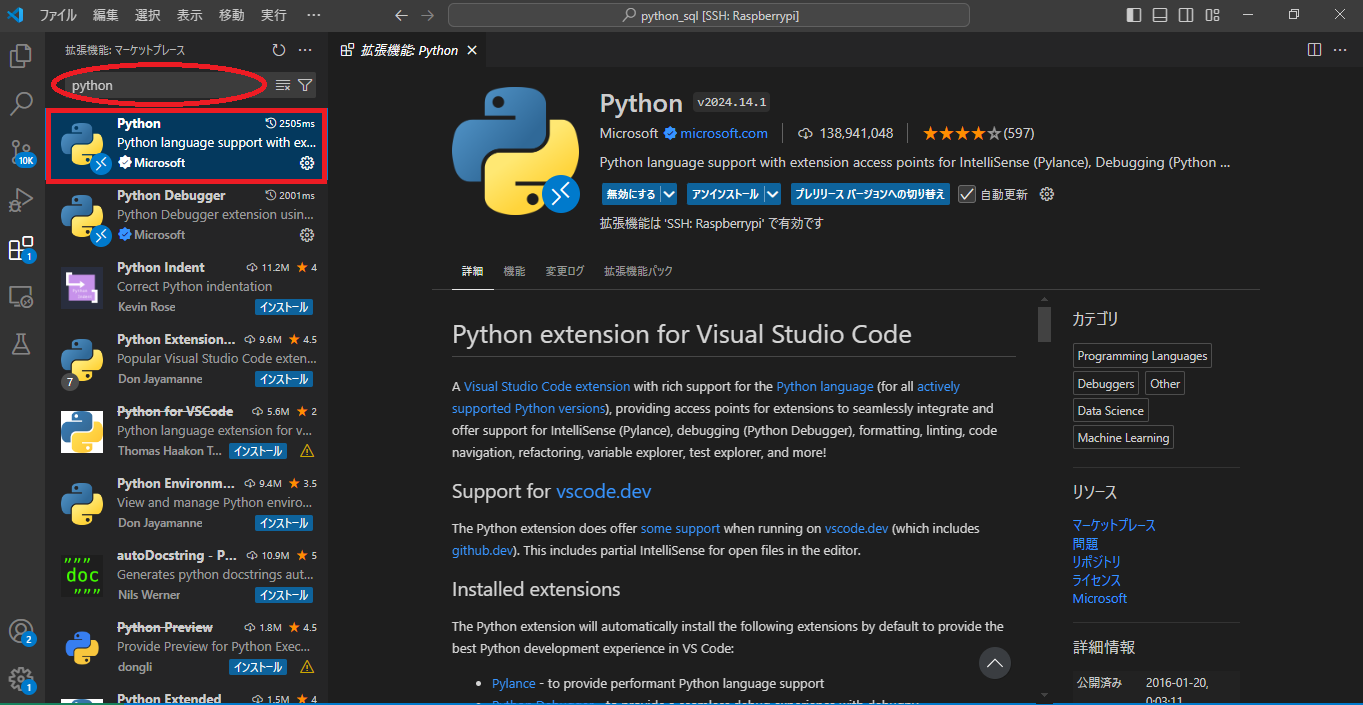 ファイル 編集 選択 表示 移動 実行 …
python_sql [SSH: Raspberrypi]
拡張機能: マーケットプレース
python
Python 2505ms
Python language support with ex...
Microsoft
Python Debugger 2001ms
Python Debugger extension usin...
Microsoft
Python Indent 11.2M 4
Correct Python indentation
Kevin Rose インストール
Python Extension... 9.6M 4.5
Popular Visual Studio Code exten...
7
Don Jayamanne インストール
Python for VSCode 5.6M 2
Python language extension for v...
Thomas Haakon T... インストール
Python Environm... 9.4M 3.5
View and manage Python enviro...
Don Jayamanne インストール
autoDocstring - P... 10.9M 5
"""
doc
"""
Generates python docstrings aut...
Nils Werner インストール
Python Preview 1.8M 4.5
Provide Preview for Python Exec...
dongli インストール
Python Extended 1.5M 4
10K
1
2
1
拡張機能: Python
Python v2024.14.1
Microsoft microsoft.com 138,941,048 (597)
Python language support with extension access points for IntelliSense (Pylance), Debugging (Python ...
無効にする アンインストール プレリリース バージョンへの切り替え 自動更新
拡張機能は 'SSH: Raspberrypi' で有効です
詳細 機能 変更ログ 拡張機能パック
Python extension for Visual Studio Code
A Visual Studio Code extension with rich support for the Python language (for all actively
supported Python versions), providing access points for extensions to seamlessly integrate and
offer support for IntelliSense (Pylance), debugging (Python Debugger), formatting, linting, code
navigation, refactoring, variable explorer, test explorer, and more!
Support for vscode.dev
The Python extension does offer some support when running on vscode.dev (which includes
github.dev). This includes partial IntelliSense for open files in the editor.
Installed extensions
The Python extension will automatically install the following extensions by default to provide the
best Python development experience in VS Code:
• Pylance - to provide performant Python language support
• Python Debugger - to provide a seamless debug experience with debugpy
カテゴリ
Programming Languages
Debuggers Other
Data Science
Machine Learning
リソース
マーケットプレース
問題
リポジトリ
ライセンス
Microsoft
詳細情報
公開済み 2016-01-20,
0:03:11